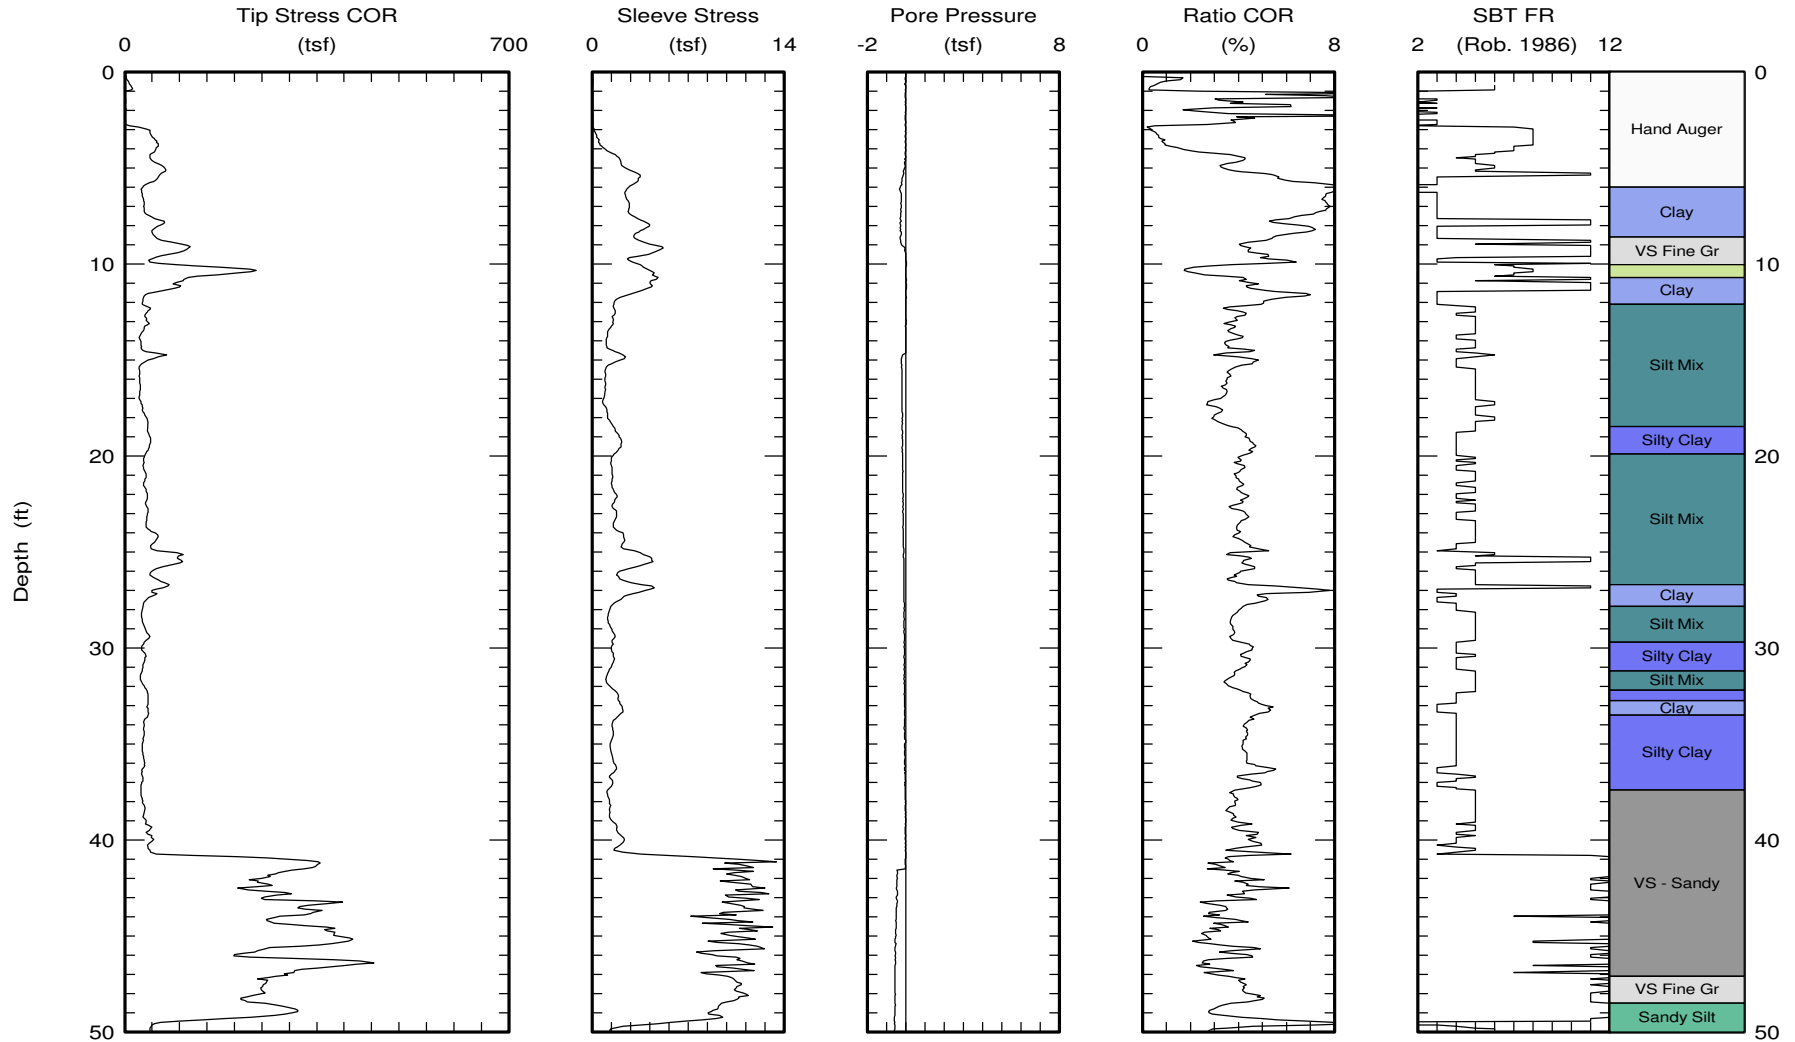 Tip Stress COR Sleeve Stress Pore Pressure Ratio COR SBT FR
0 (tsf) 700 0 (tsf) 14 -2 (tsf) 8 0 (%) 8 2 (Rob. 1986) 12
0 0
Hand Auger
Clay
VS Fine Gr
10 10
Clay
Silt Mix
Silty Clay
20 20
Silt Mix
Depth (ft)
Clay
Silt Mix
30 Silty Clay 30
Silt Mix
Clay
Silty Clay
40 40
VS - Sandy
VS Fine Gr
Sandy Silt
50 50